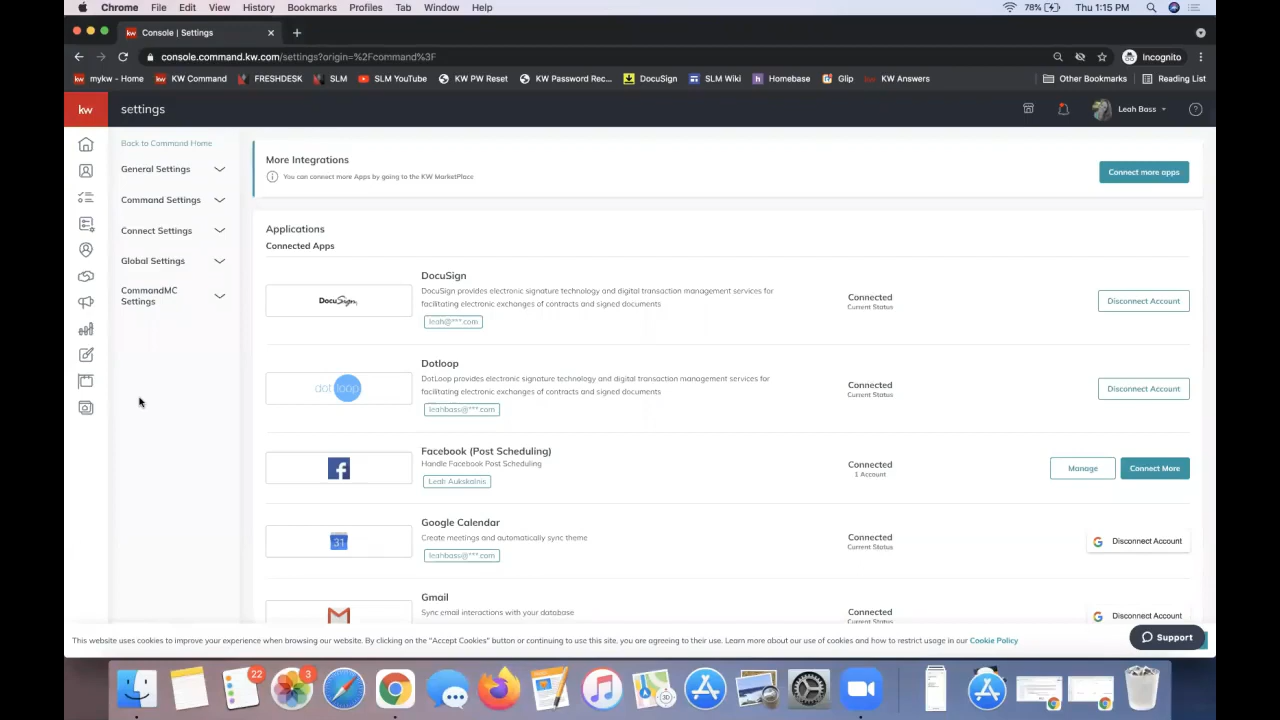 Chrome File Edit View History Bookmarks Profiles Tab Window Help 78% Thu 1:15 PM
kw Console | Settings
console.command.kw.com/settings?origin=%2Fcommand%3F Incognito
kw mykw - Home kw KW Command FRESHDESK SLM SLM YouTube KW PW Reset KW Password Rec... DocuSign SLM Wiki h homebase Glip kw KW Answers Other Bookmarks Reading List
kw settings Leah Bass
Back to Command Home
General Settings
Command Settings
Connect Settings
Global Settings
CommandMC
Settings
More Integrations
You can connect more Apps by going to the KW MarketPlace
Connect more apps
Applications
Connected Apps
DocuSign
DocuSign
DocuSign provides electronic signature technology and digital transaction management services for
facilitating electronic exchanges of contracts and signed documents
leah@***.com
Connected
Current Status
Disconnect Account
dotloop
Dotloop
DotLoop provides electronic signature technology and digital transaction management services for
facilitating electronic exchanges of contracts and signed documents
leahbass@***.com
Connected
Current Status
Disconnect Account
Facebook (Post Scheduling)
Handle Facebook Post Scheduling
Leah Aukskalnis
Connected
1 Account
Manage
Connect More
31
Google Calendar
Create meetings and automatically sync theme
leahbass@***.com
Connected
Current Status
Disconnect Account
Gmail
Sync email interactions with your database
Connected
Current Status
Disconnect Account
This website uses cookies to improve your experience when browsing our website. By clicking on the "Accept Cookies" button or continuing to use this site, you are agreeing to their use. Learn more about our use of cookies and how to restrict usage in our Cookie Policy
Support
22
3
3D